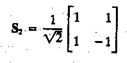 S₂ = 1/√2 [1 1
1 -1]